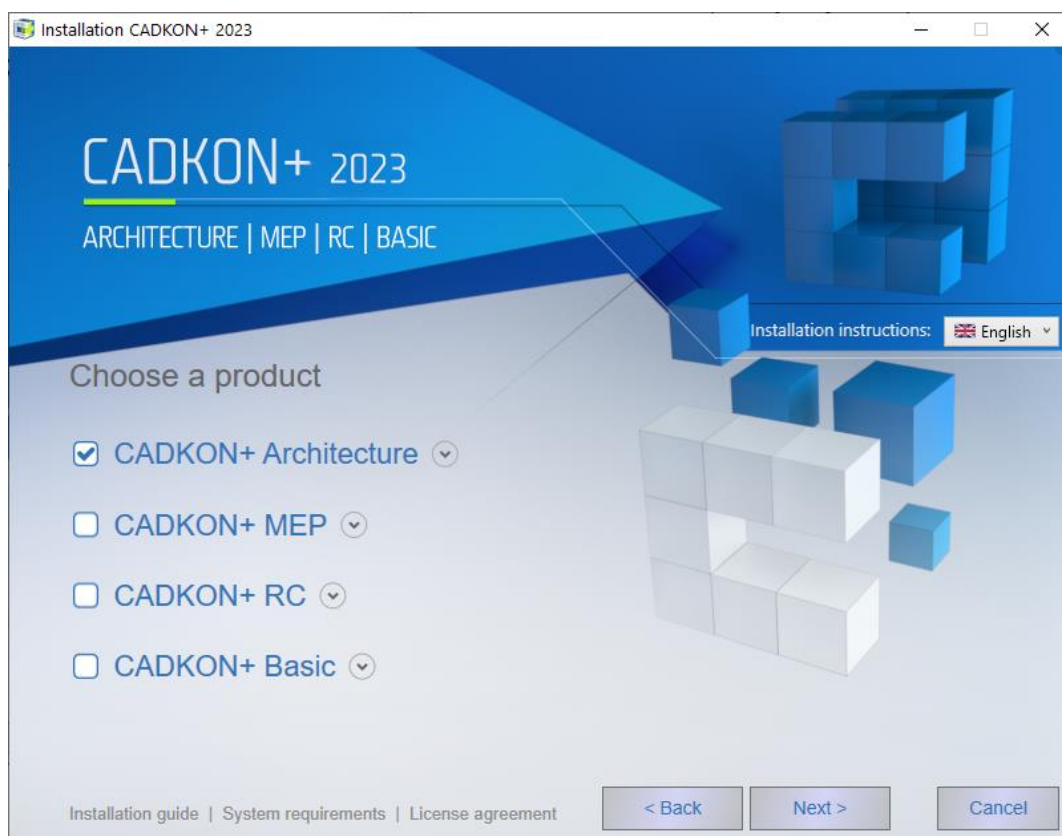 Installation CADKON+ 2023
CADKON+ 2023
ARCHITECTURE | MEP | RC | BASIC
Installation instructions: English
Choose a product
CADKON+ Architecture
CADKON+ MEP
CADKON+ RC
CADKON+ Basic
Installation guide | System requirements | License agreement
< Back Next > Cancel